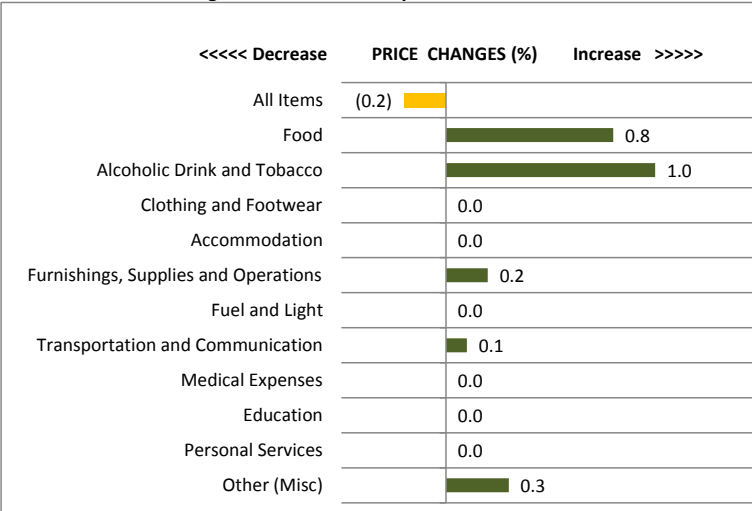 <<<<< Decrease PRICE CHANGES (%) Increase >>>>>
All Items (0.2)
Food 0.8
Alcoholic Drink and Tobacco 1.0
Clothing and Footwear 0.0
Accommodation 0.0
Furnishings, Supplies and Operations 0.2
Fuel and Light 0.0
Transportation and Communication 0.1
Medical Expenses 0.0
Education 0.0
Personal Services 0.0
Other (Misc) 0.3